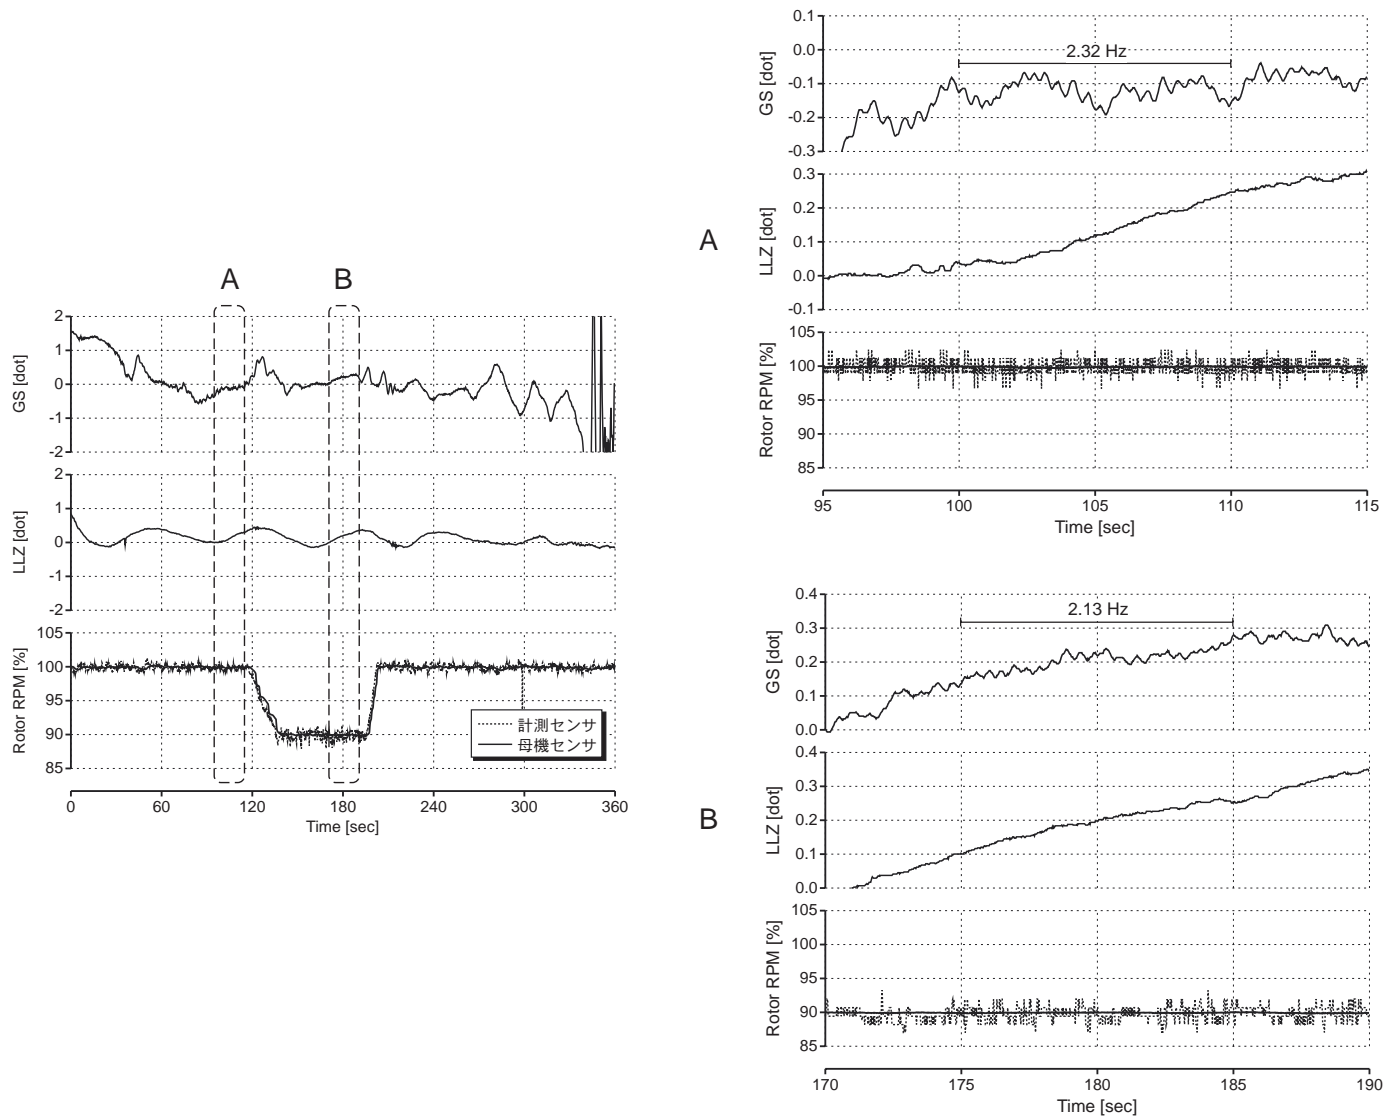 A
B
2
1
0
-1
-2
GS [dot]
2
1
0
-1
-2
LLZ [dot]
105
100
95
90
85
Rotor RPM [%]
計測センサ
母機センサ
0 60 120 180 240 300 360
Time [sec]
A
0.1
0.0
-0.1
-0.2
-0.3
GS [dot]
2.32 Hz
0.3
0.2
0.1
0.0
-0.1
LLZ [dot]
105
100
95
90
85
Rotor RPM [%]
95 100 105 110 115
Time [sec]
B
0.4
0.3
0.2
0.1
0.0
GS [dot]
2.13 Hz
0.4
0.3
0.2
0.1
0.0
LLZ [dot]
105
100
95
90
85
Rotor RPM [%]
170 175 180 185 190
Time [sec]